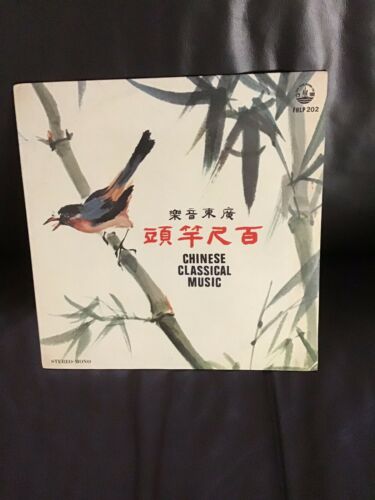 FHLP 202
廣東音樂
百尺竿頭
CHINESE
CLASSICAL
MUSIC
STEREO-MONO